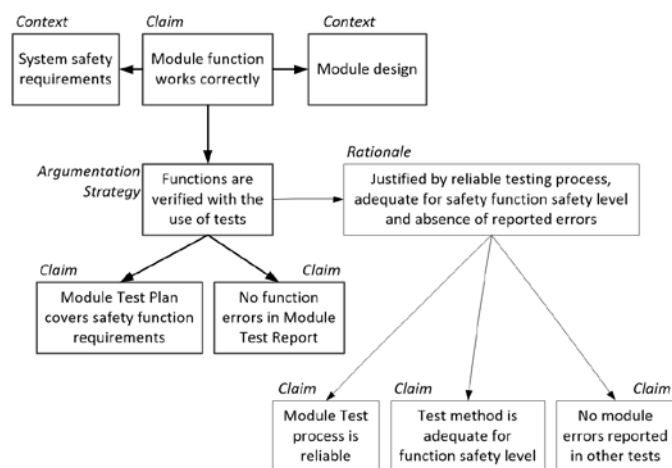 Context
Claim
Context
System safety
requirements
Module function
works correctly
Module design
Argumentation
Strategy
Functions are
verified with the
use of tests
Rationale
Justified by reliable testing process,
adequate for safety function safety level
and absence of reported errors
Claim
Module Test Plan
covers safety function
requirements
Claim
No function
errors in Module
Test Report
Claim
Module Test
process is
reliable
Claim
Test method is
adequate for
function safety level
Claim
No module
errors reported
in other tests